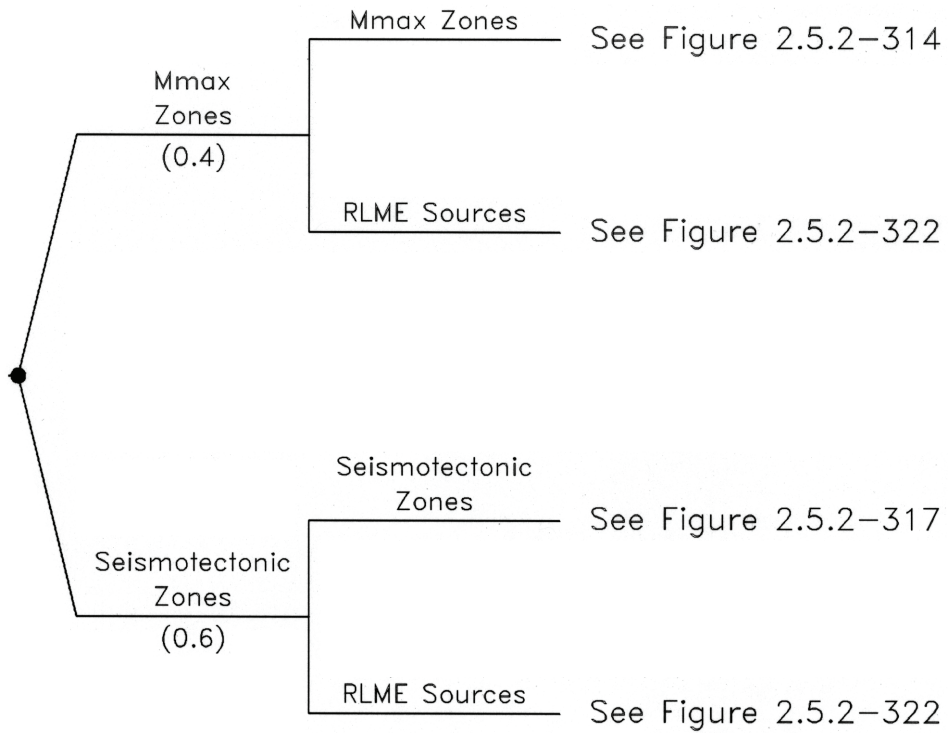 Mmax Zones
See Figure 2.5.2-314
Mmax
Zones
(0.4)
RLME Sources
See Figure 2.5.2-322
Seismotectonic
Zones
See Figure 2.5.2-317
Seismotectonic
Zones
(0.6)
RLME Sources
See Figure 2.5.2-322